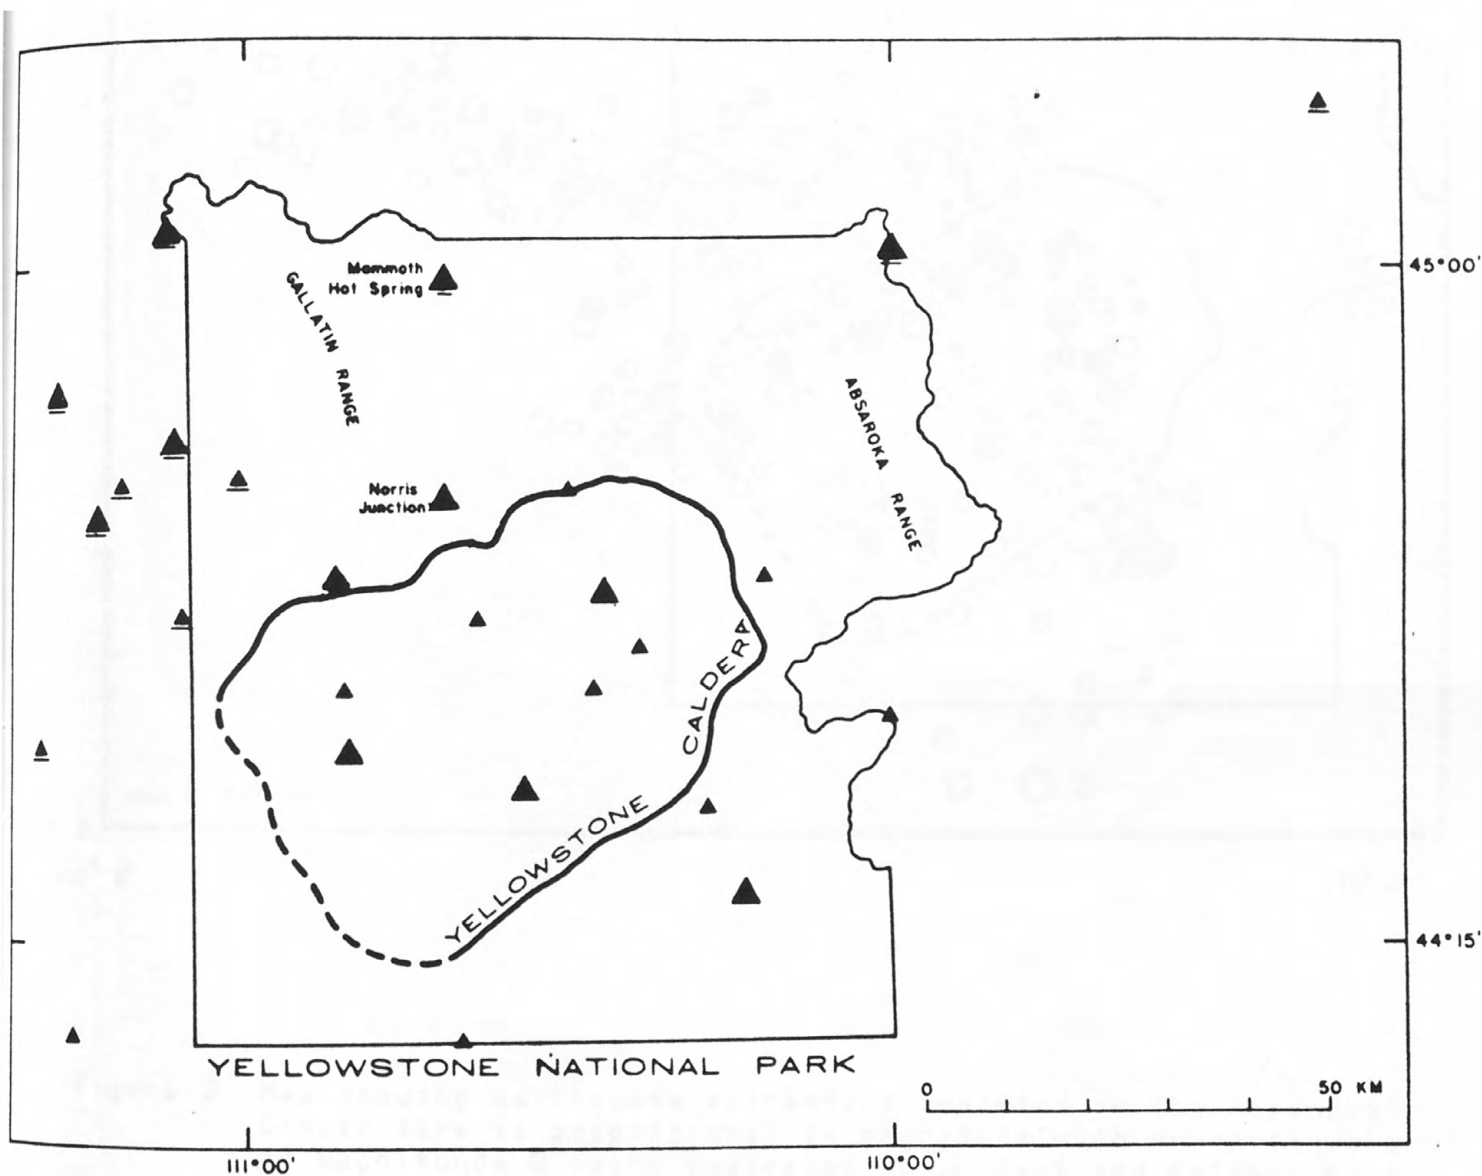 Mammoth
Hot Spring
45°00'
GALLATIN RANGE
ABSAROKA RANGE
Norris
Junction
YELLOWSTONE CALDERA
44°15'
YELLOWSTONE NATIONAL PARK
0 50 KM
111°00' 110°00'